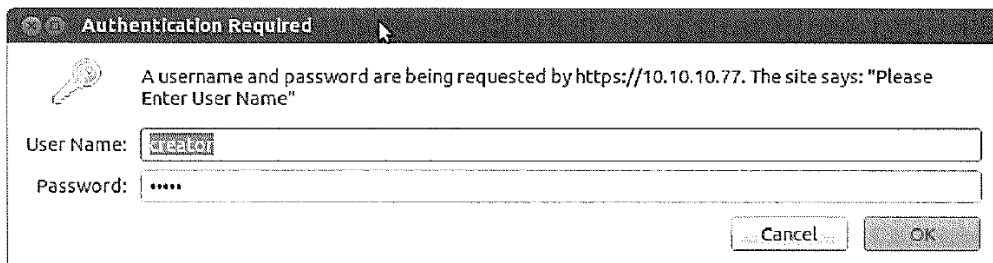 Authentication Required
A username and password are being requested by https://10.10.10.77. The site says: "Please
Enter User Name"
User Name: creator
Password: •••••
Cancel OK